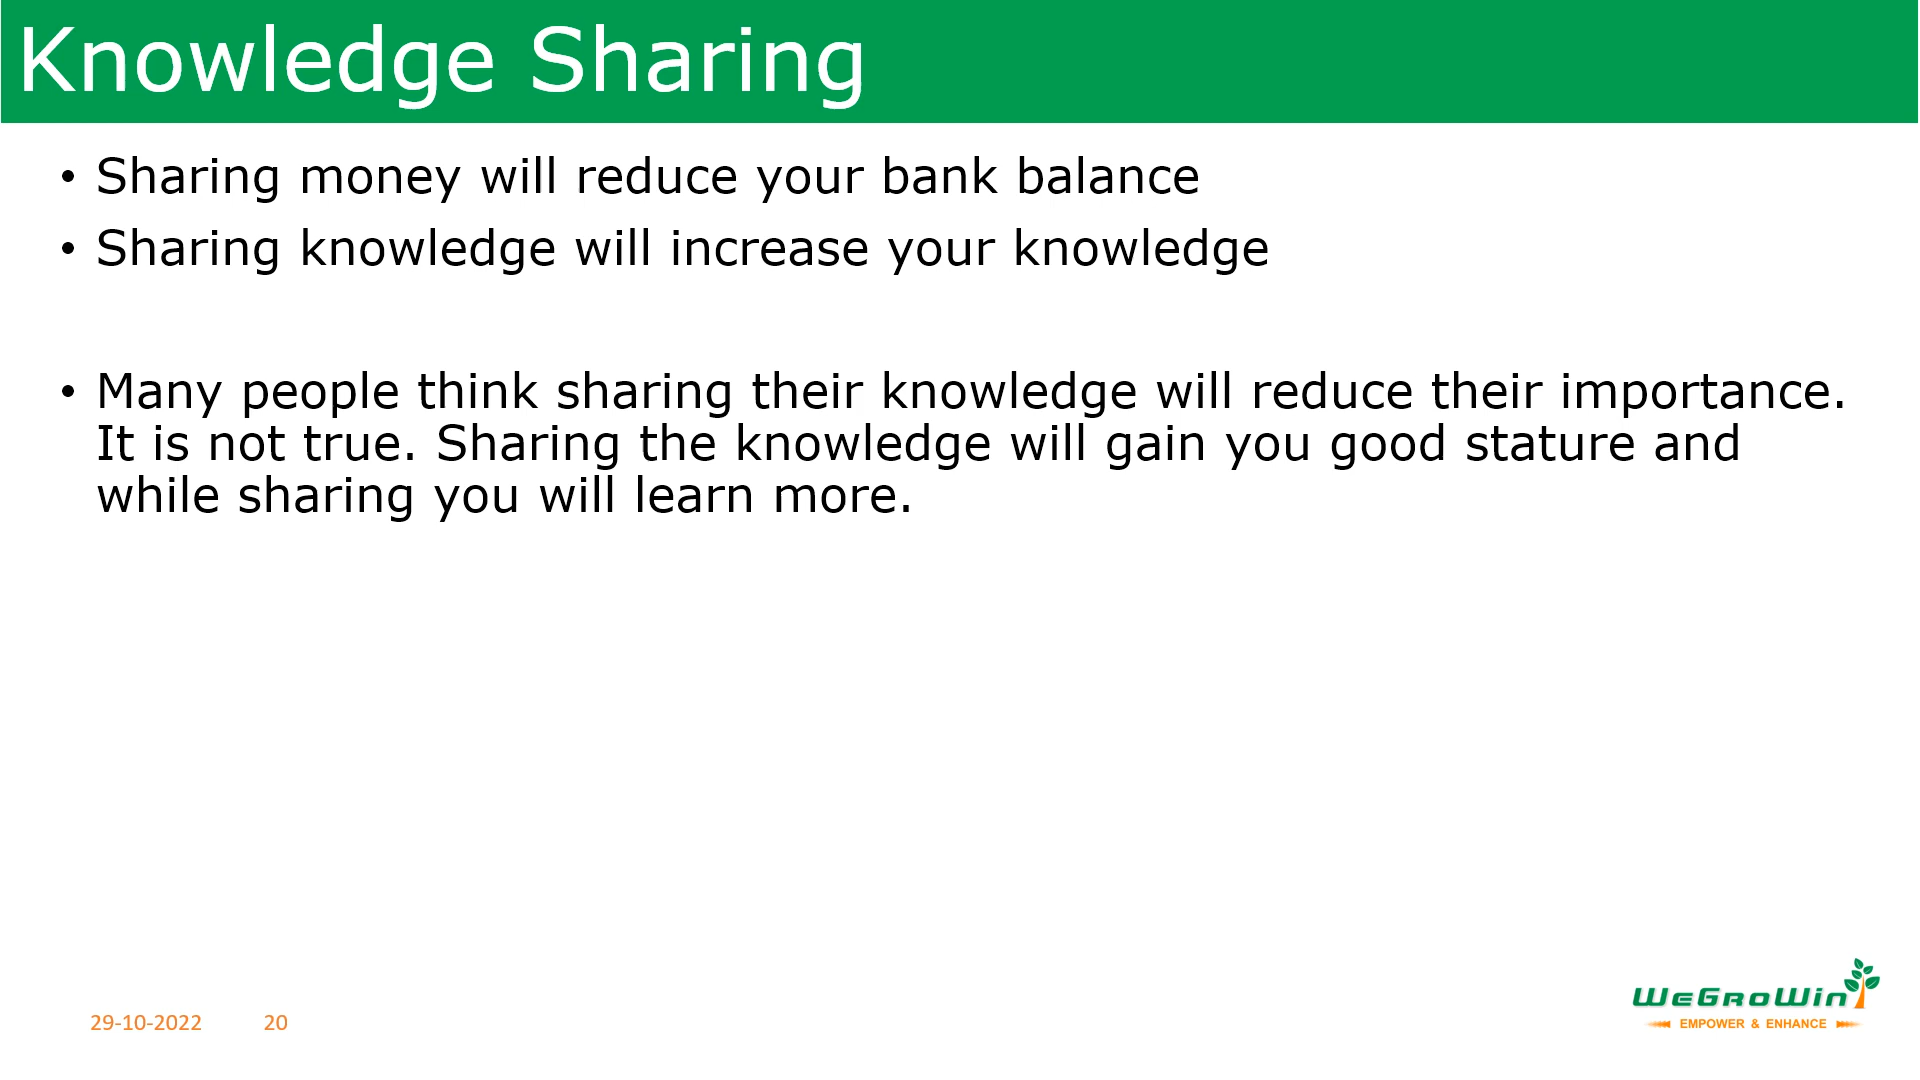 Knowledge Sharing
• Sharing money will reduce your bank balance
• Sharing knowledge will increase your knowledge
• Many people think sharing their knowledge will reduce their importance.
It is not true. Sharing the knowledge will gain you good stature and
while sharing you will learn more.
29-10-2022 20
WeGroWin
EMPOWER & ENHANCE